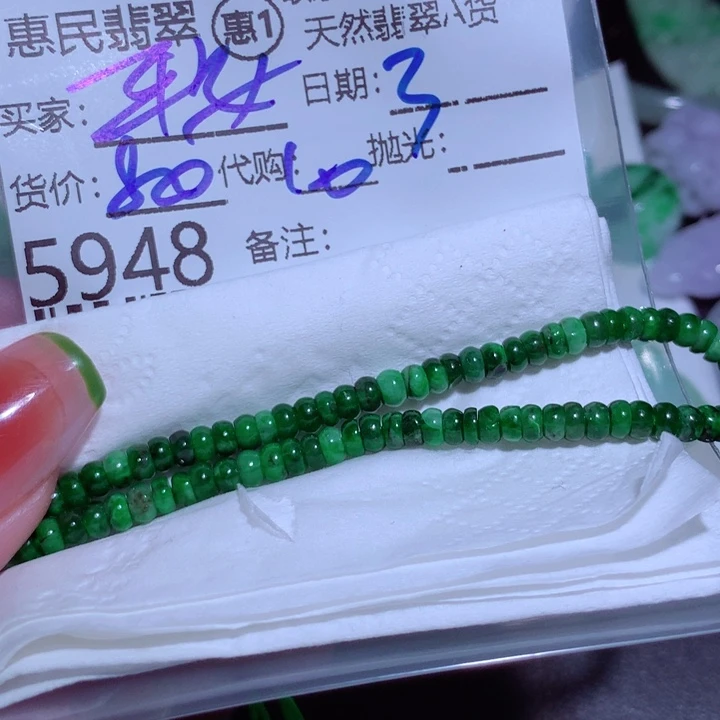 惠民翡翠 惠1 天然翡翠A货
买家: 日期: 3
货价: 800 代购: 60 抛光:
5948 备注: